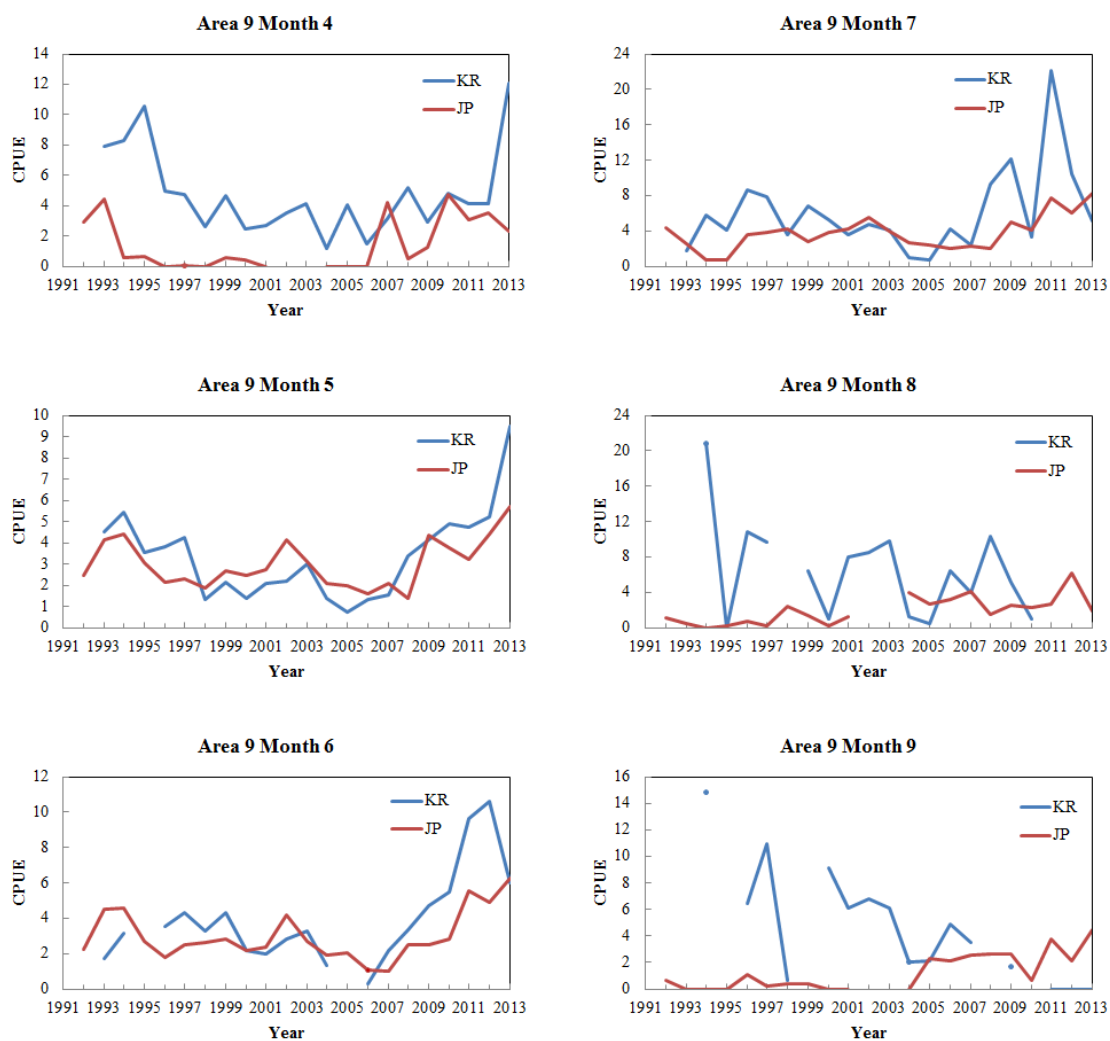 Area 9 Month 4
14
12
10
8
6
4
2
0
CPUE
KR
JP
1991 1993 1995 1997 1999 2001 2003 2005 2007 2009 2011 2013
Year
Area 9 Month 7
24
20
16
12
8
4
0
CPUE
KR
JP
1991 1993 1995 1997 1999 2001 2003 2005 2007 2009 2011 2013
Year
Area 9 Month 5
10
9
8
7
6
5
4
3
2
1
0
CPUE
KR
JP
1991 1993 1995 1997 1999 2001 2003 2005 2007 2009 2011 2013
Year
Area 9 Month 8
24
20
16
12
8
4
0
CPUE
KR
JP
1991 1993 1995 1997 1999 2001 2003 2005 2007 2009 2011 2013
Year
Area 9 Month 6
12
10
8
6
4
2
0
CPUE
KR
JP
1991 1993 1995 1997 1999 2001 2003 2005 2007 2009 2011 2013
Year
Area 9 Month 9
16
14
12
10
8
6
4
2
0
CPUE
KR
JP
1991 1993 1995 1997 1999 2001 2003 2005 2007 2009 2011 2013
Year